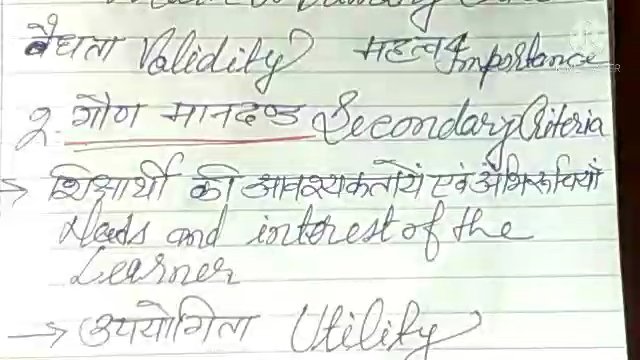 वैधता Validity महत्व Importance
2. गौण मानदण्ड Secondary Criteria
→ शिक्षार्थी की आवश्यकतायें एवं अभिरूचियां
Needs and interest of the
Learner
→ उपयोगिता Utility